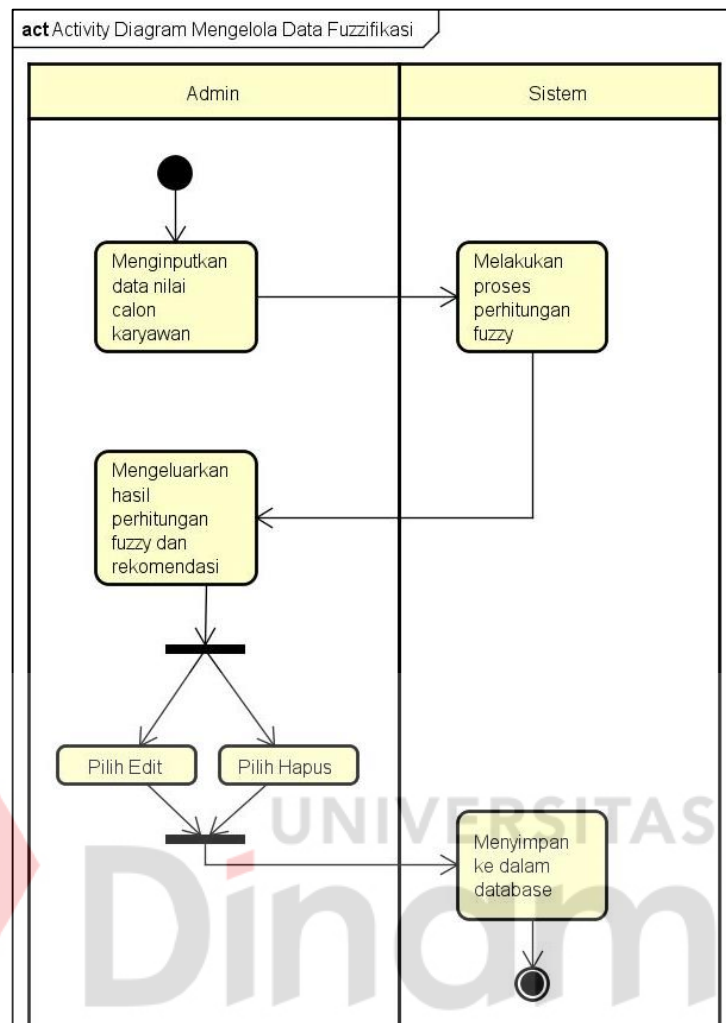 act Activity Diagram Mengelola Data Fuzzifikasi
Admin
Sistem
Menginputkan
data nilai
calon
karyawan
Melakukan
proses
perhitungan
fuzzy
Mengeluarkan
hasil
perhitungan
fuzzy dan
rekomendasi
Pilih Edit
Pilih Hapus
UNIVERSITAS
Menyimpan
ke dalam
database